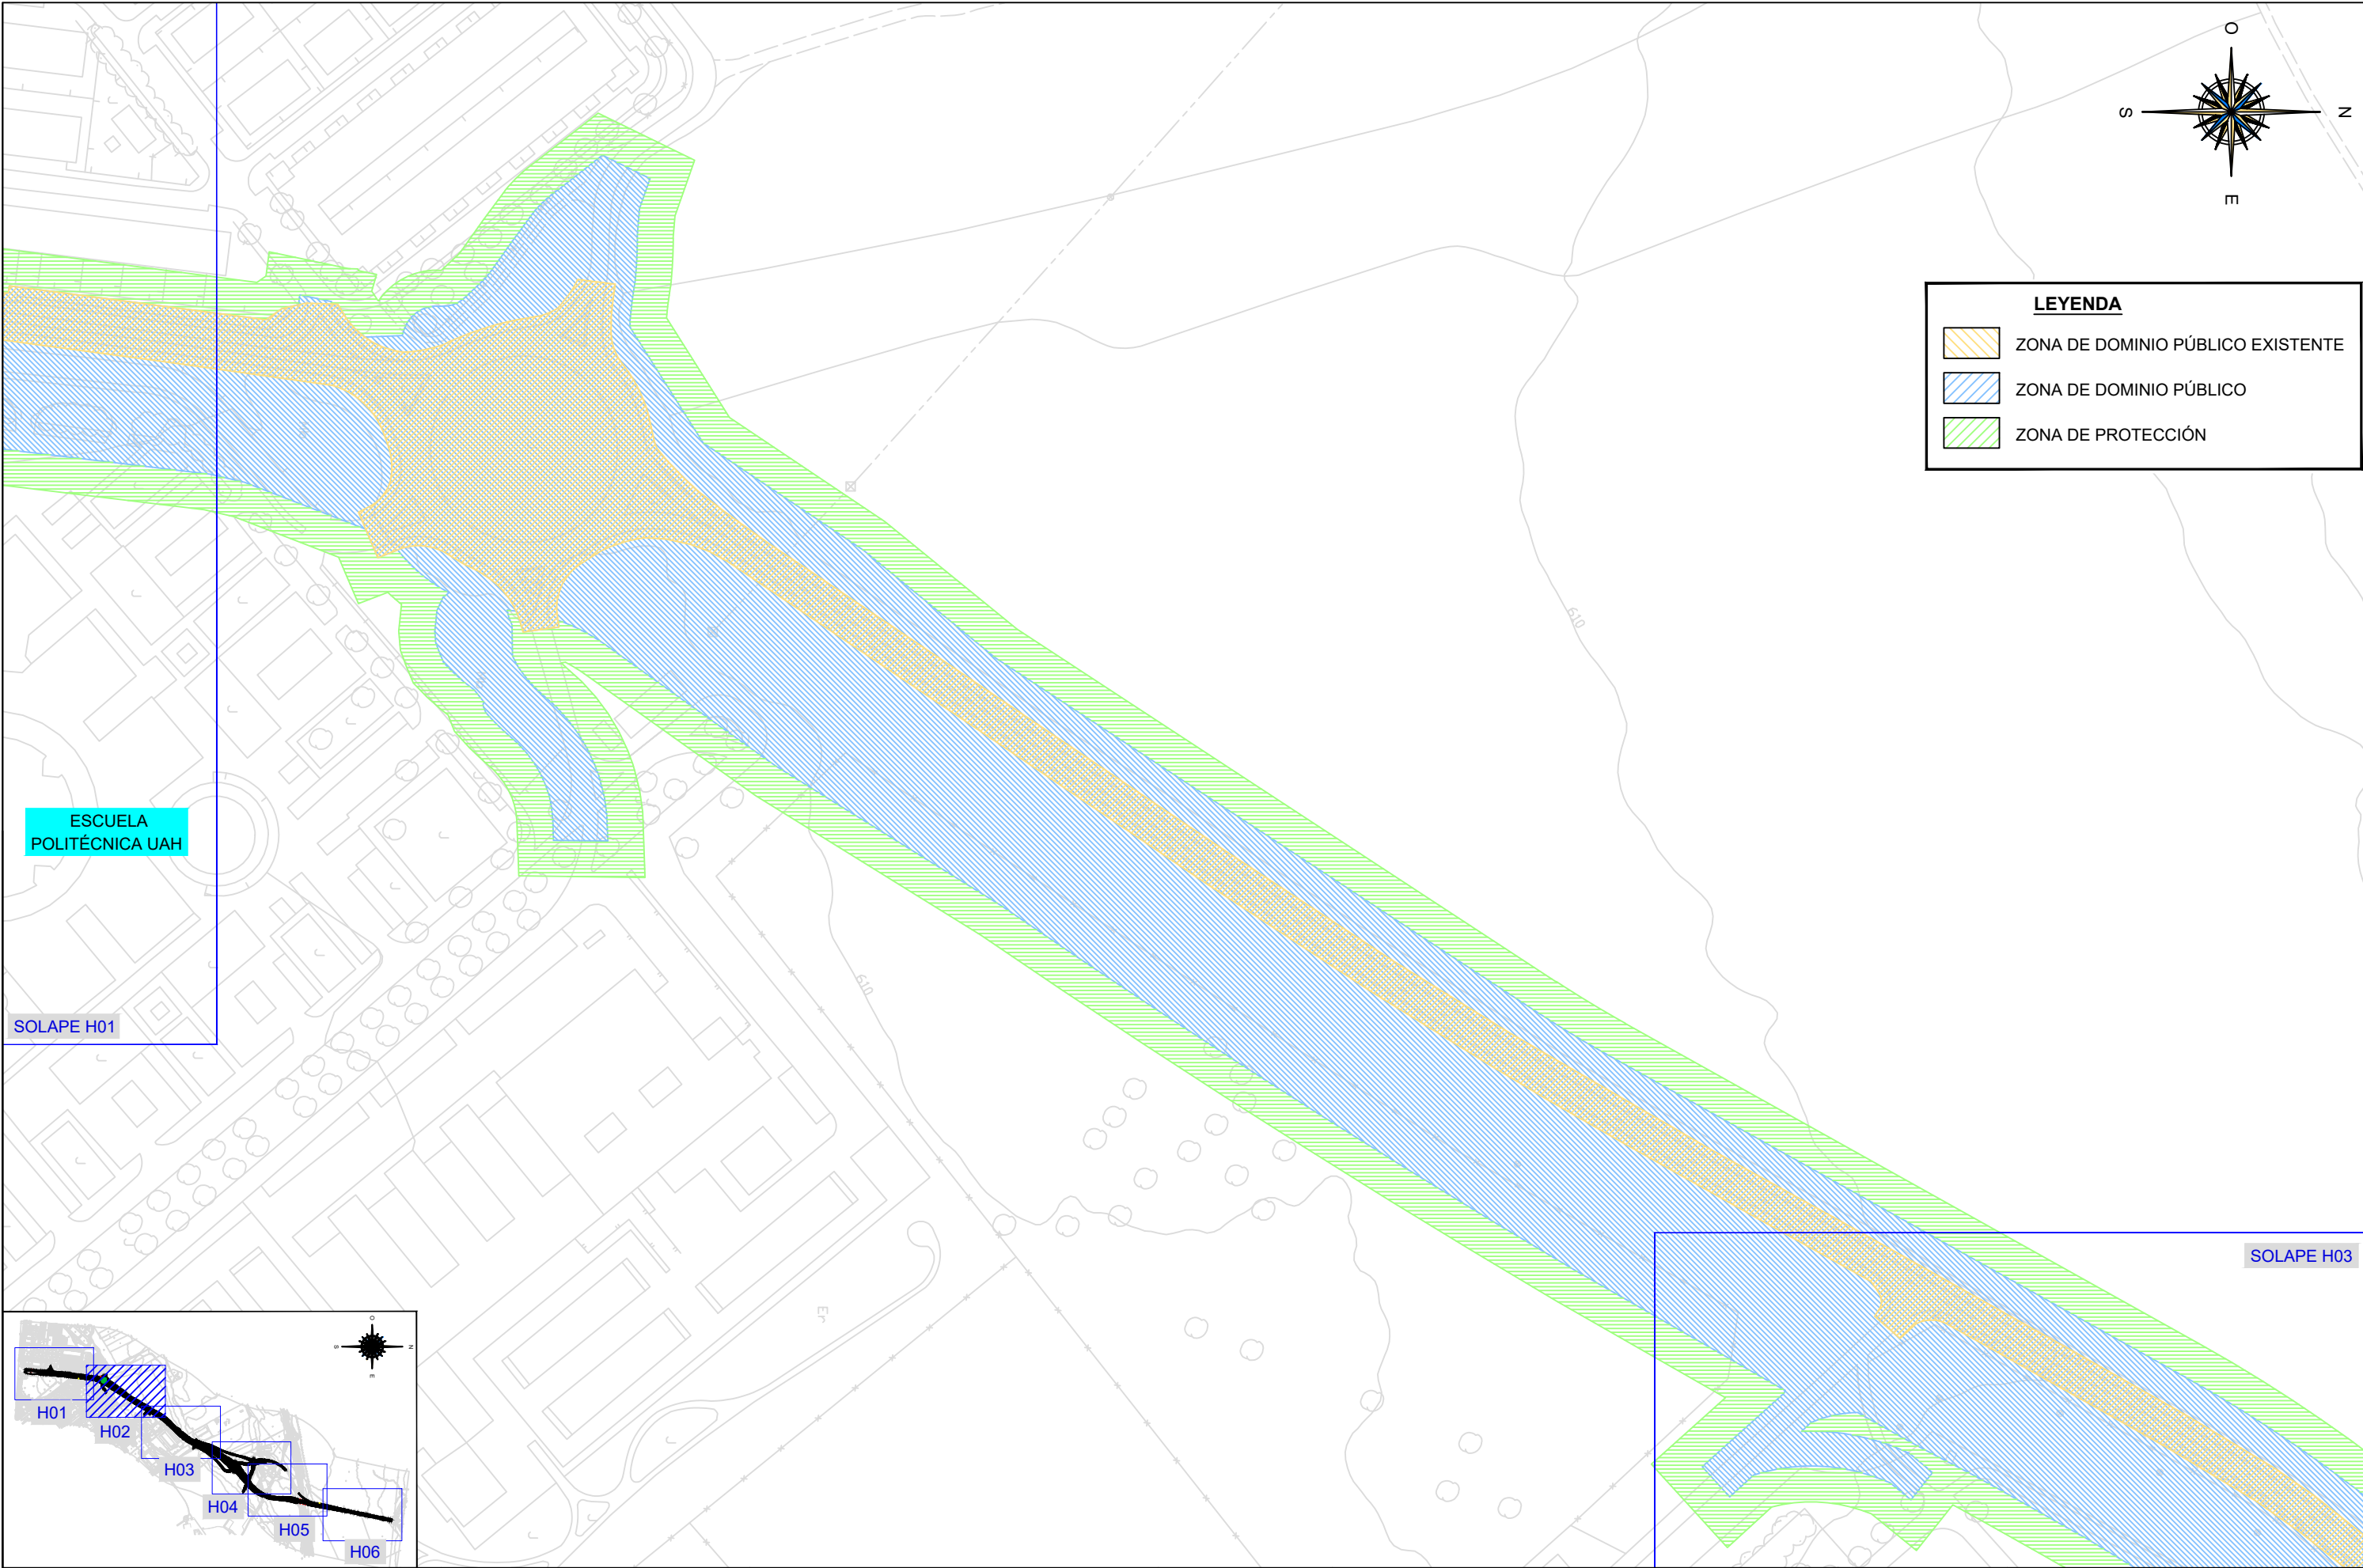 O
N
S
E
LEYENDA
ZONA DE DOMINIO PÚBLICO EXISTENTE
ZONA DE DOMINIO PÚBLICO
ZONA DE PROTECCIÓN
610
ESCUELA
POLITÉCNICA UAH
610
SOLAPE H01
SOLAPE H03
Er
O
S
N
E
H01
H02
H03
H04
H05
H06